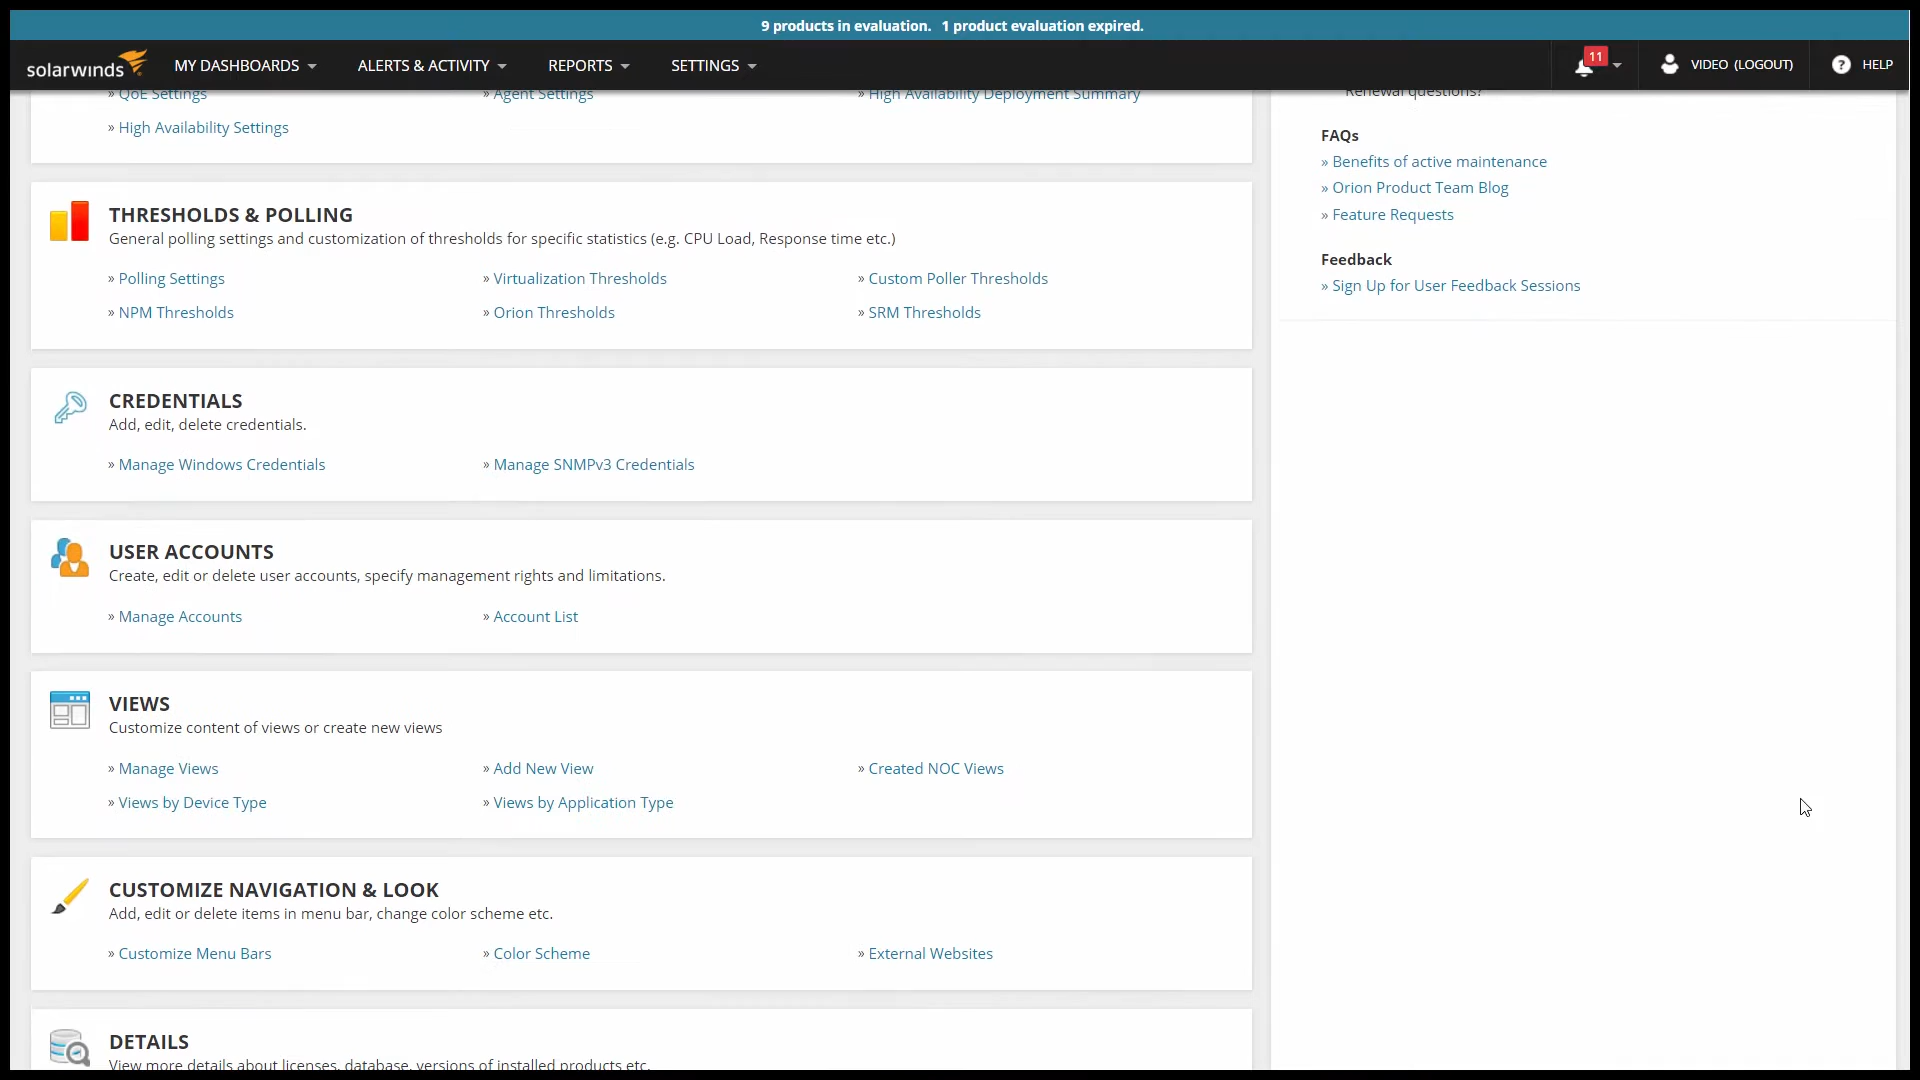 9 products in evaluation. 1 product evaluation expired.
solarwinds MY DASHBOARDS ALERTS & ACTIVITY REPORTS SETTINGS 11 VIDEO (LOGOUT) ? HELP
» QoE Settings » Agent Settings » High Availability Deployment Summary
» High Availability Settings
Renewal questions?
FAQs
» Benefits of active maintenance
» Orion Product Team Blog
» Feature Requests
Feedback
» Sign Up for User Feedback Sessions
THRESHOLDS & POLLING
General polling settings and customization of thresholds for specific statistics (e.g. CPU Load, Response time etc.)
» Polling Settings » Virtualization Thresholds » Custom Poller Thresholds
» NPM Thresholds » Orion Thresholds » SRM Thresholds
CREDENTIALS
Add, edit, delete credentials.
» Manage Windows Credentials » Manage SNMPv3 Credentials
USER ACCOUNTS
Create, edit or delete user accounts, specify management rights and limitations.
» Manage Accounts » Account List
VIEWS
Customize content of views or create new views
» Manage Views » Add New View » Created NOC Views
» Views by Device Type » Views by Application Type
CUSTOMIZE NAVIGATION & LOOK
Add, edit or delete items in menu bar, change color scheme etc.
» Customize Menu Bars » Color Scheme » External Websites
DETAILS
View more details about licenses, database, versions of installed products etc.